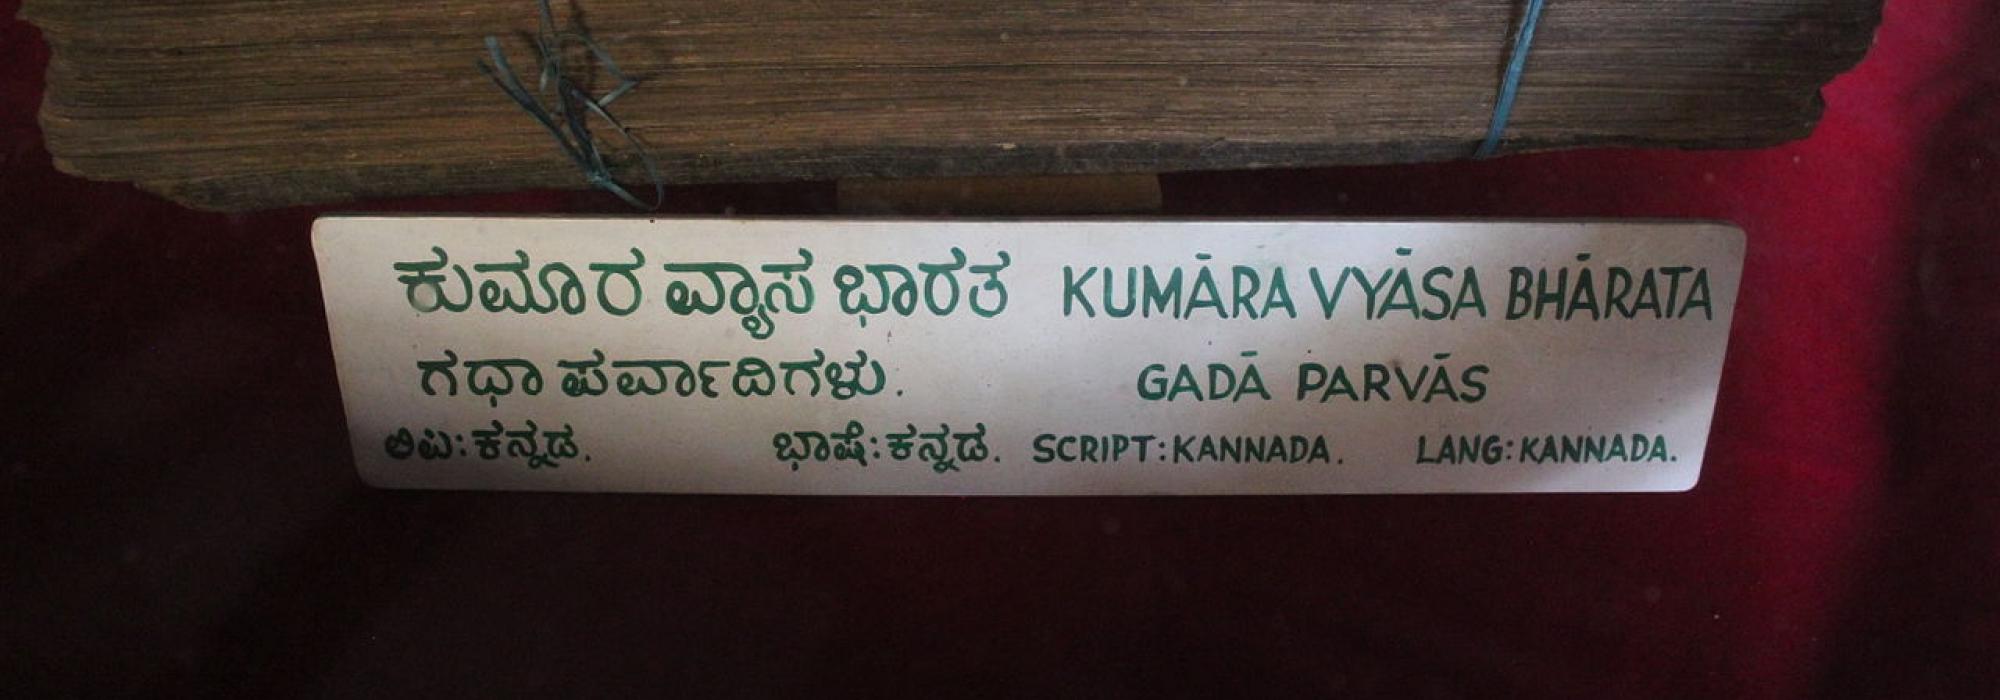 ಕುಮಾರ ವ್ಯಾಸ ಭಾರತ KUMĀRA VYĀSA BHĀRATA
ಗಧಾ ಪರ್ವಾದಿಗಳು. GADĀ PARVĀS
ಲಿಪಿ: ಕನ್ನಡ. ಭಾಷೆ: ಕನ್ನಡ. SCRIPT: KANNADA. LANG: KANNADA.